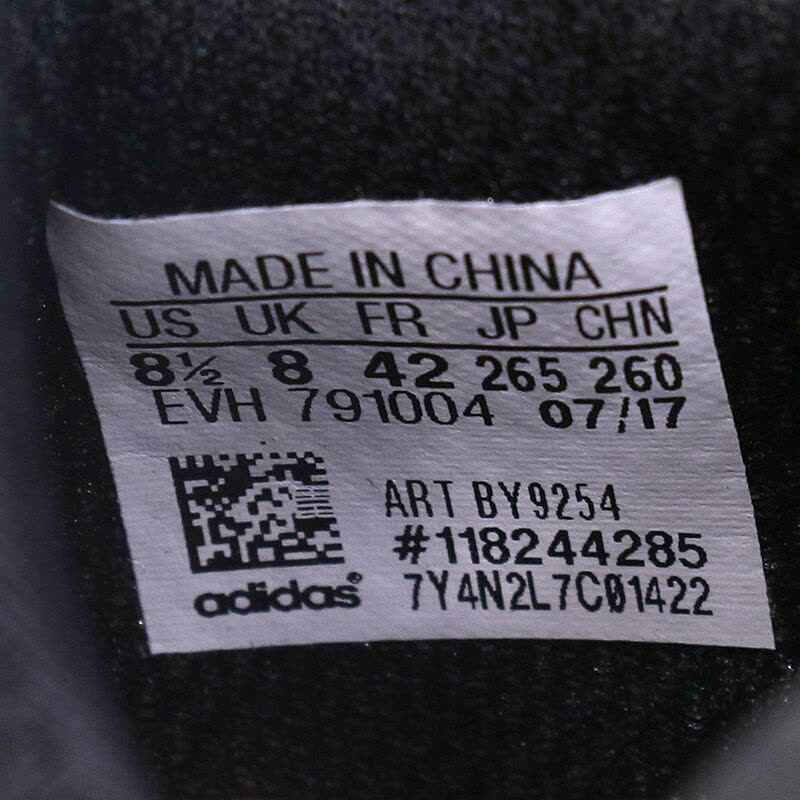 MADE IN CHINA
US UK FR JP CHN
8½ 8 42 265 260
EVH 791004 07/17
ART BY9254
#118244285
adidas® 7Y4N2L7C01422